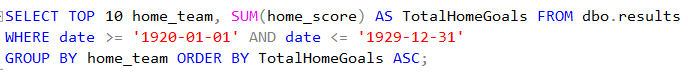 SELECT TOP 10 home_team, SUM(home_score) AS TotalHomeGoals FROM dbo.results
WHERE date >= '1920-01-01' AND date <= '1929-12-31'
GROUP BY home_team ORDER BY TotalHomeGoals ASC;